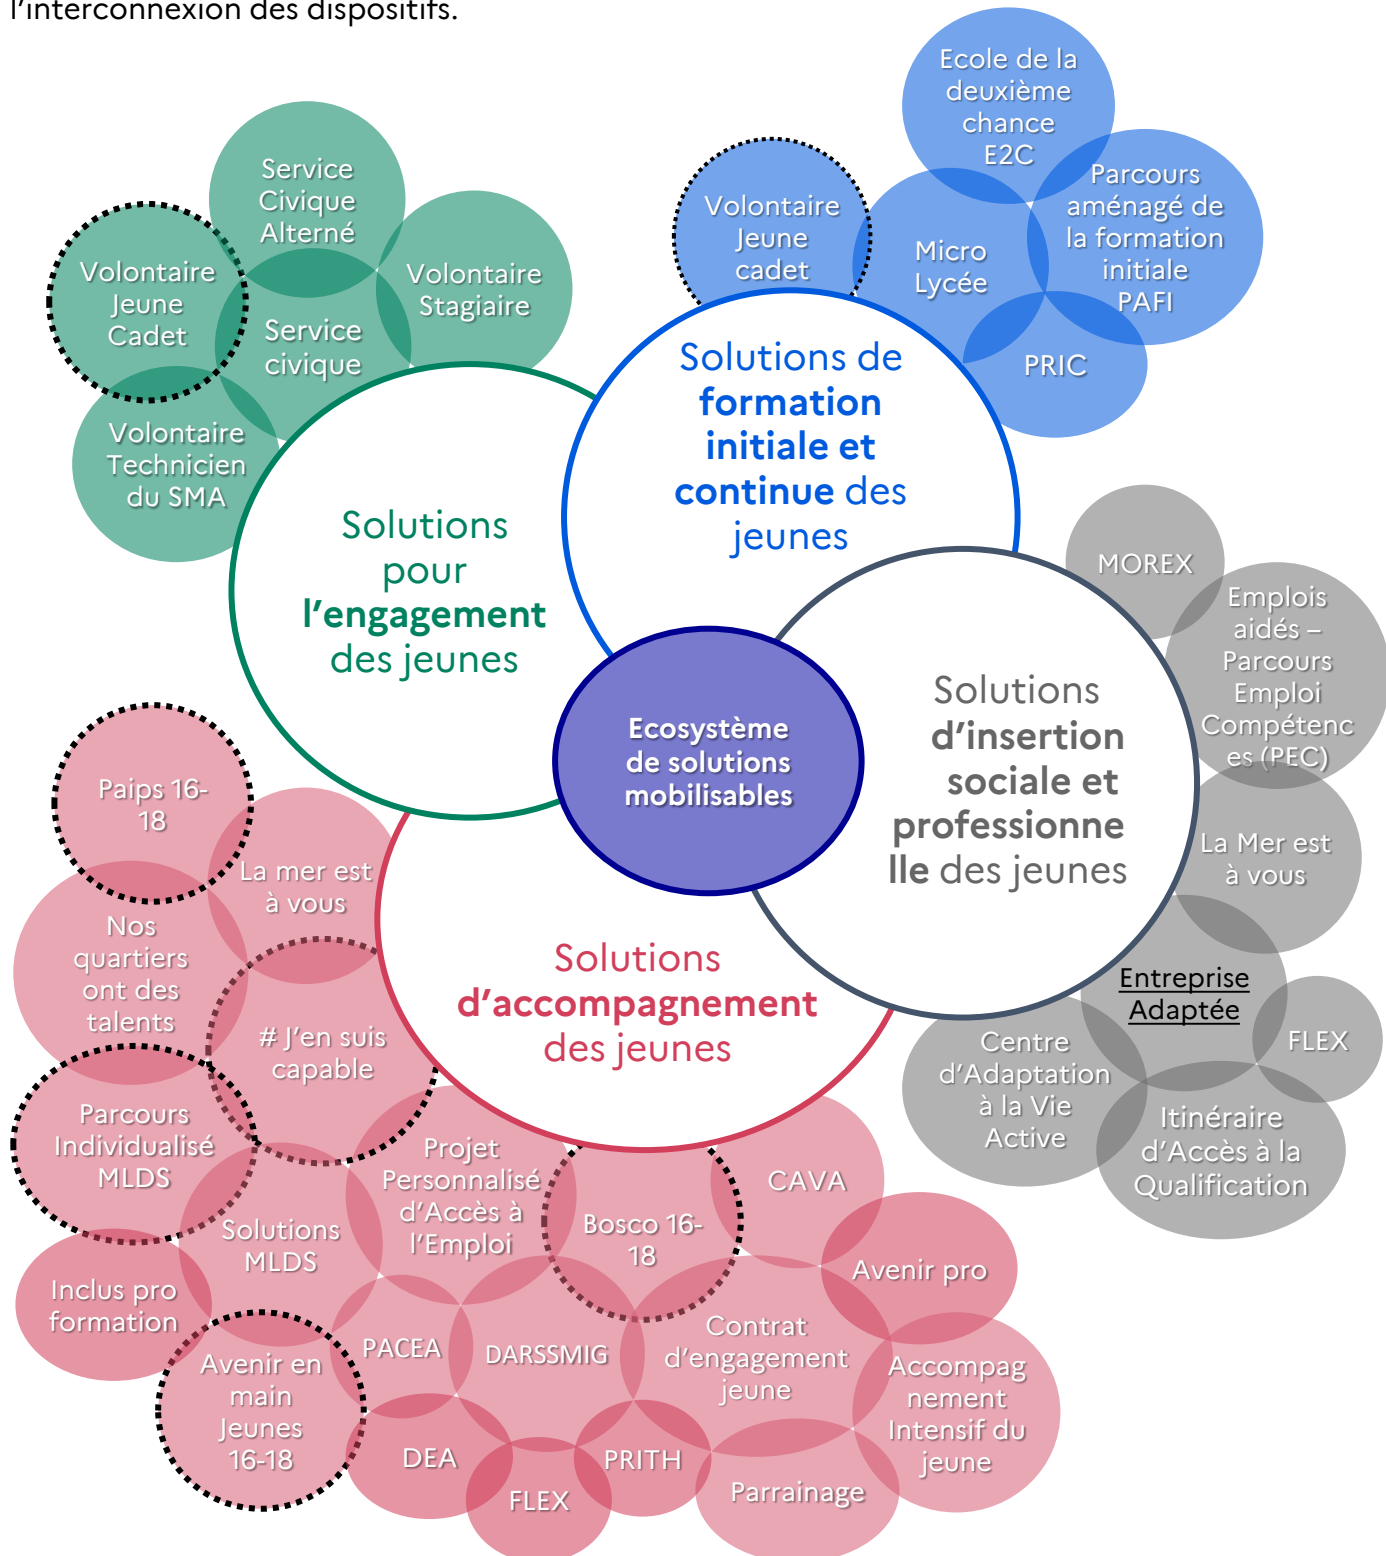 l'interconnexion des dispositifs.
Ecole de la
deuxième
chance
E2C
Service
Civique
Alterné
Parcours
aménagé de
la formation
initiale
PAFI
Volontaire
Jeune
cadet
Micro
Lycée
Volontaire
Jeune
Cadet
Volontaire
Stagiaire
Service
civique
PRIC
Volontaire
Technicien
du SMA
Solutions de
formation
initiale et
continue des
jeunes
Solutions
pour
l'engagement
des jeunes
MOREX
Emplois
aidés –
Parcours
Emploi
Compétenc
es (PEC)
Solutions
d'insertion
sociale et
professionne
lle des jeunes
Ecosystème
de solutions
mobilisables
Paips 16-
18
La mer est
à vous
La Mer est
à vous
Nos
quartiers
ont des
talents
Solutions
d'accompagnement
des jeunes
Entreprise
Adaptée
FLEX
# J'en suis
capable
Centre
d'Adaptation
à la Vie
Active
Parcours
Individualisé
MLDS
Itinéraire
d'Accès à la
Qualification
Projet
Personnalisé
d'Accès à
l'Emploi
CAVA
Bosco 16-
18
Solutions
MLDS
Avenir pro
Inclus pro
formation
PACEA
DARSSMIG
Contrat
d'engagement
jeune
Avenir en
main
Jeunes
16-18
Accompag
nement
Intensif du
jeune
DEA
PRITH
FLEX
Parrainage